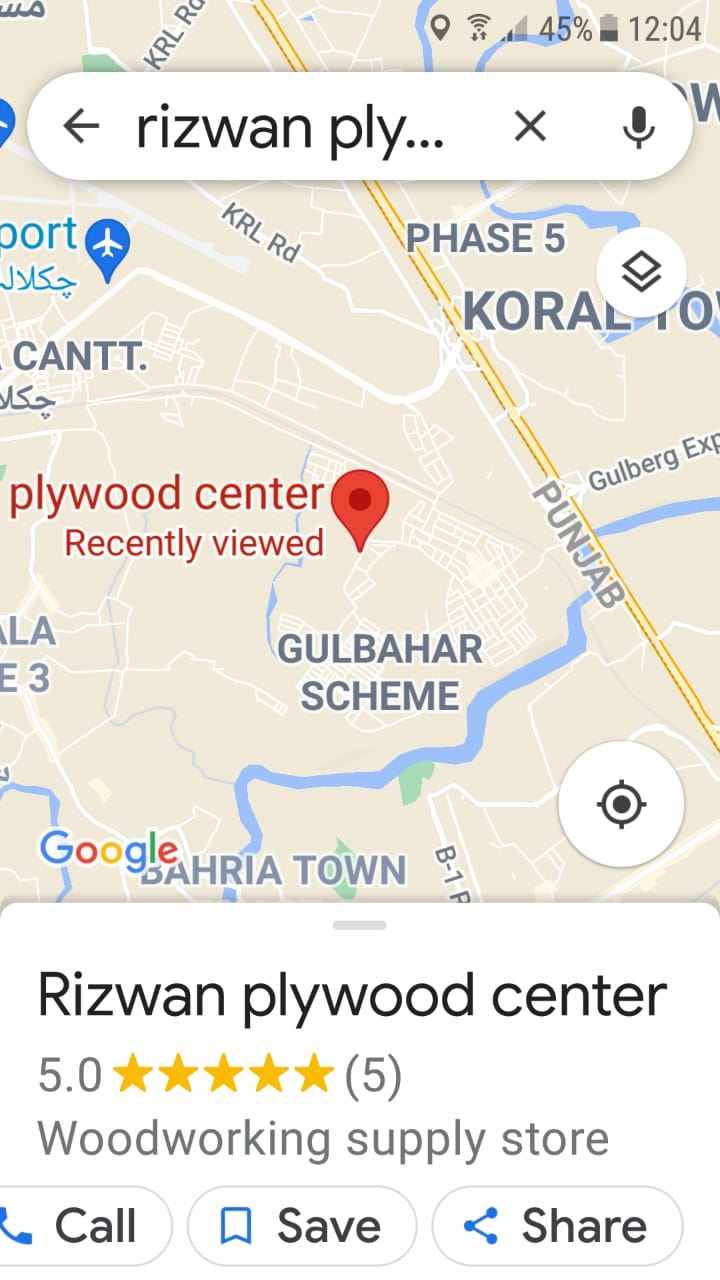 KRL Rd
45% 12:04
rizwan ply...
port
KRL Rd
PHASE 5
KORAL TO
CANTT.
Gulberg Exp
plywood center
Recently viewed
PUNJAB
ALA
E 3
GULBAHAR
SCHEME
Google
BAHRIA TOWN
B-1
Rizwan plywood center
5.0 (5)
Woodworking supply store
Call Save Share